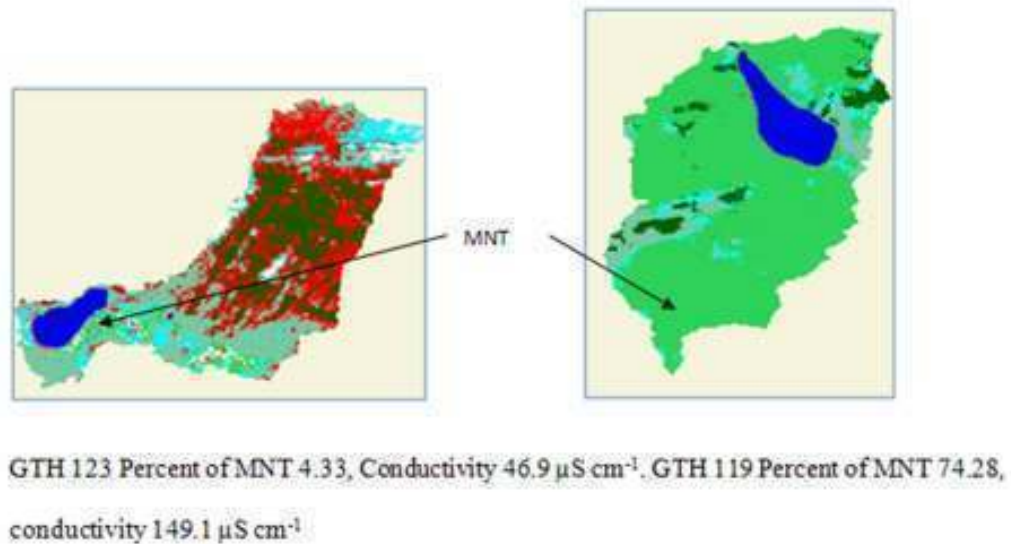 MNT
GTH 123 Percent of MNT 4.33, Conductivity 46.9 µS cm⁻¹. GTH 119 Percent of MNT 74.28,
conductivity 149.1 µS cm⁻¹